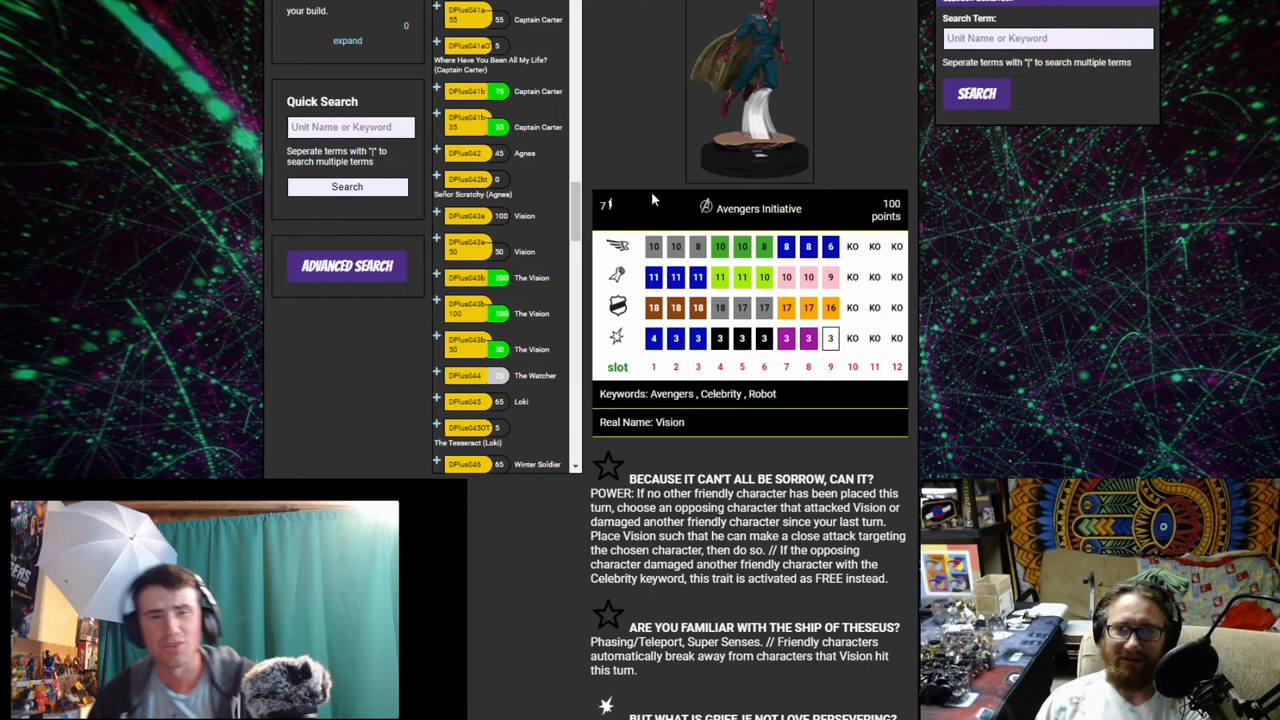 your build.
0
expand
Quick Search
Unit Name or Keyword
Seperate terms with "|" to
search multiple terms
Search
ADVANCED SEARCH
DPlus041a
55 55 Captain Carter
5
Where Have You Been All My Life?
(Captain Carter)
DPlus041b 75 Captain Carter
DPlus041b
35 35 Captain Carter
DPlus042 45 Agnes
0
Señor Scratchy (Agnes)
DPlus043a 100 Vision
DPlus043a
50 50 Vision
DPlus043b 200 The Vision
DPlus043b
100 100 The Vision
DPlus043b
50 50 The Vision
DPlus044 25 The Watcher
DPlus045 65 Loki
5
The Tesseract (Loki)
DPlus046 65 Winter Soldier
7 Avengers Initiative 100
points
10 10 8 10 10 8 8 8 6 KO KO KO
11 11 11 11 11 10 10 10 9 KO KO KO
18 18 18 18 17 17 17 17 16 KO KO KO
4 3 3 3 3 3 3 3 3 KO KO KO
slot 1 2 3 4 5 6 7 8 9 10 11 12
Keywords: Avengers , Celebrity , Robot
Real Name: Vision
BECAUSE IT CAN'T ALL BE SORROW, CAN IT?
POWER: If no other friendly character has been placed this
turn, choose an opposing character that attacked Vision or
damaged another friendly character since your last turn.
Place Vision such that he can make a close attack targeting
the chosen character, then do so. // If the opposing
character damaged another friendly character with the
Celebrity keyword, this trait is activated as FREE instead.
ARE YOU FAMILIAR WITH THE SHIP OF THESEUS?
Phasing/Teleport, Super Senses. // Friendly characters
automatically break away from characters that Vision hit
this turn.
BUT WHAT IS GRIEF, IF NOT LOVE PERSEVERING?
Search Term:
Unit Name or Keyword
Seperate terms with "|" to search multiple terms
SEARCH